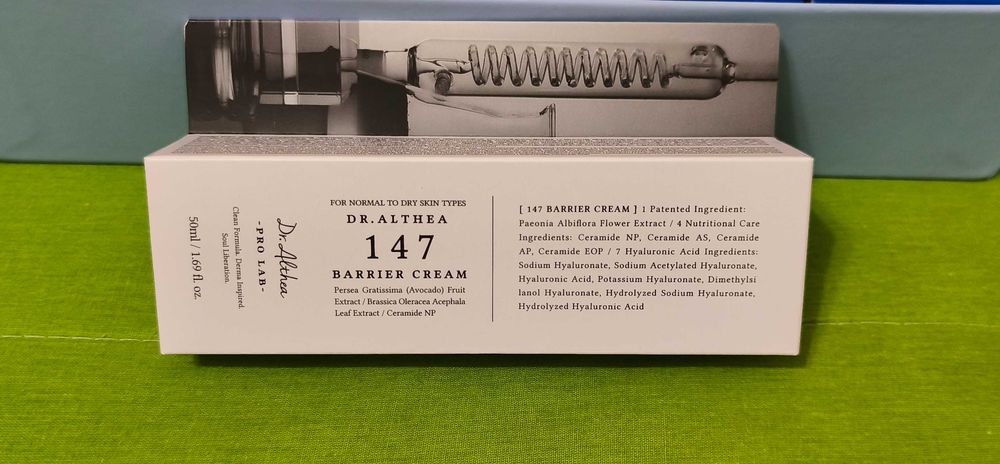 50ml / 1.69 fl. oz.
Clean Formula. Derma Inspired.
Soul Liberation.
Dr. Althea
-PRO LAB-
FOR NORMAL TO DRY SKIN TYPES
DR.ALTHEA
147
BARRIER CREAM
Persea Gratissima (Avocado) Fruit
Extract / Brassica Oleracea Acephala
Leaf Extract / Ceramide NP
[ 147 BARRIER CREAM ] 1 Patented Ingredient:
Paeonia Albiflora Flower Extract / 4 Nutritional Care
Ingredients: Ceramide NP, Ceramide AS, Ceramide
AP, Ceramide EOP / 7 Hyaluronic Acid Ingredients:
Sodium Hyaluronate, Sodium Acetylated Hyaluronate,
Hyaluronic Acid, Potassium Hyaluronate, Dimethylsi
lanol Hyaluronate, Hydrolyzed Sodium Hyaluronate,
Hydrolyzed Hyaluronic Acid